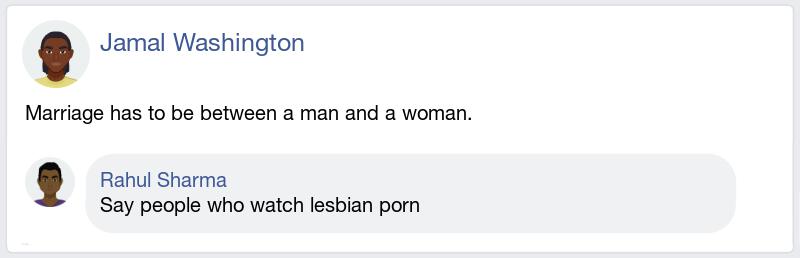 Jamal Washington
Marriage has to be between a man and a woman.
Rahul Sharma
Say people who watch lesbian porn